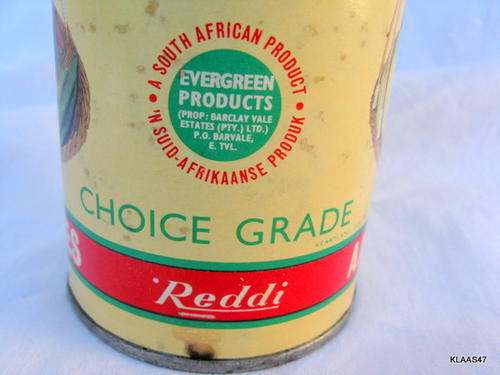 • A SOUTH AFRICAN PRODUCT •
EVERGREEN
PRODUCTS
(PROP: BARCLAY VALE
ESTATES (PTY.) LTD.)
P.O. BARVALE,
E. TVL.
'N SUID-AFRIKAANSE PRODUK
CHOICE GRADE
ES
Reddi
A
KLAAS47